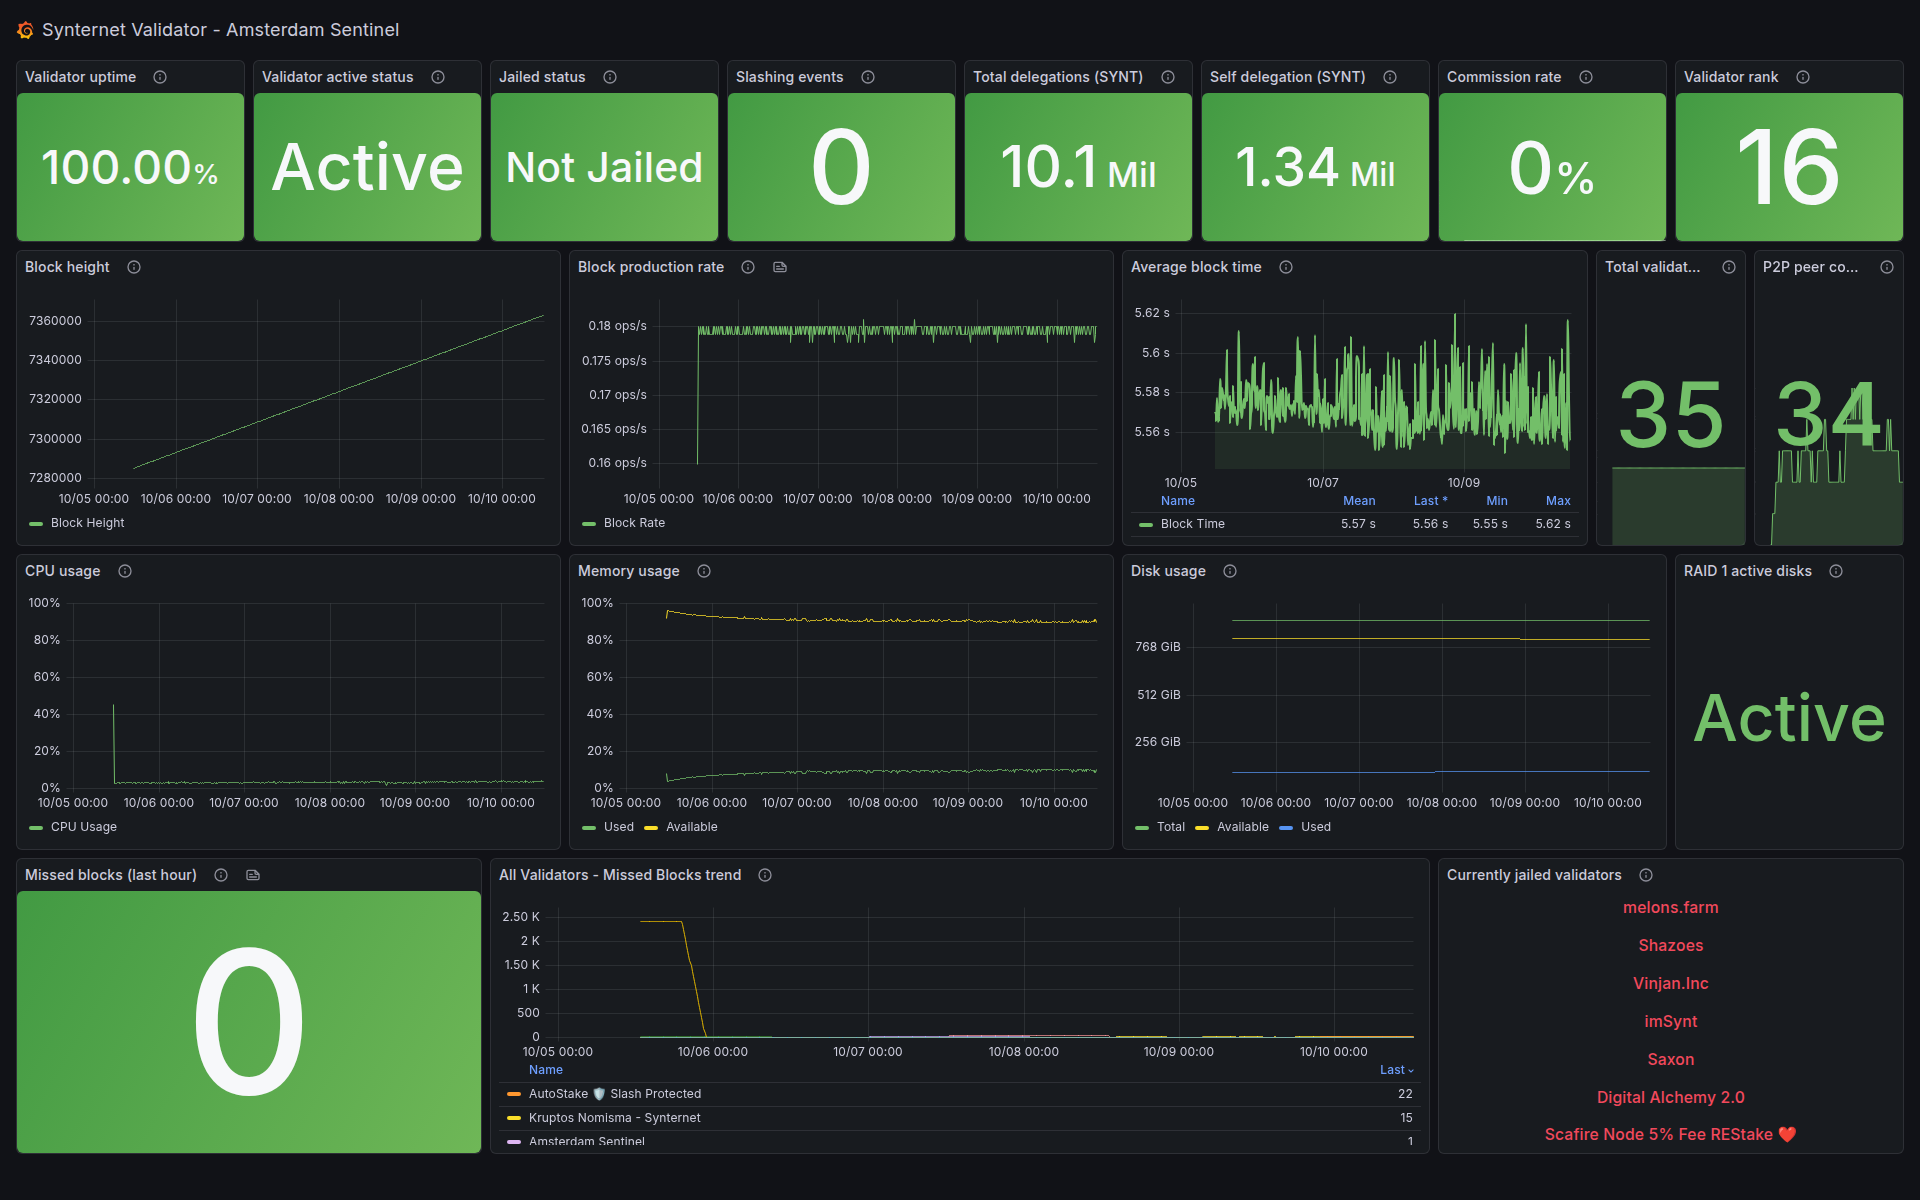 Synternet Validator - Amsterdam Sentinel
Validator uptime
100.00%
Validator active status
Active
Jailed status
Not Jailed
Slashing events
0
Total delegations (SYNT)
10.1 Mil
Self delegation (SYNT)
1.34 Mil
Commission rate
0%
Validator rank
16
Block height
7360000
7340000
7320000
7300000
7280000
10/05 00:00 10/06 00:00 10/07 00:00 10/08 00:00 10/09 00:00 10/10 00:00
Block Height
Block production rate
0.18 ops/s
0.175 ops/s
0.17 ops/s
0.165 ops/s
0.16 ops/s
10/05 00:00 10/06 00:00 10/07 00:00 10/08 00:00 10/09 00:00 10/10 00:00
Block Rate
Average block time
5.62 s
5.6 s
5.58 s
5.56 s
10/05 10/07 10/09
Name Mean Last * Min Max
Block Time 5.57 s 5.56 s 5.55 s 5.62 s
Total validat...
35
P2P peer co...
34
CPU usage
100%
80%
60%
40%
20%
0%
10/05 00:00 10/06 00:00 10/07 00:00 10/08 00:00 10/09 00:00 10/10 00:00
CPU Usage
Memory usage
100%
80%
60%
40%
20%
0%
10/05 00:00 10/06 00:00 10/07 00:00 10/08 00:00 10/09 00:00 10/10 00:00
Used Available
Disk usage
768 GiB
512 GiB
256 GiB
10/05 00:00 10/06 00:00 10/07 00:00 10/08 00:00 10/09 00:00 10/10 00:00
Total Available Used
RAID 1 active disks
Active
Missed blocks (last hour)
0
All Validators - Missed Blocks trend
2.50 K
2 K
1.50 K
1 K
500
0
10/05 00:00 10/06 00:00 10/07 00:00 10/08 00:00 10/09 00:00 10/10 00:00
Name Last
AutoStake 🛡️ Slash Protected 22
Kruptos Nomisma - Synternet 15
Amsterdam Sentinel 1
Currently jailed validators
melons.farm
Shazoes
Vinjan.Inc
imSynt
Saxon
Digital Alchemy 2.0
Scafire Node 5% Fee REStake ❤️